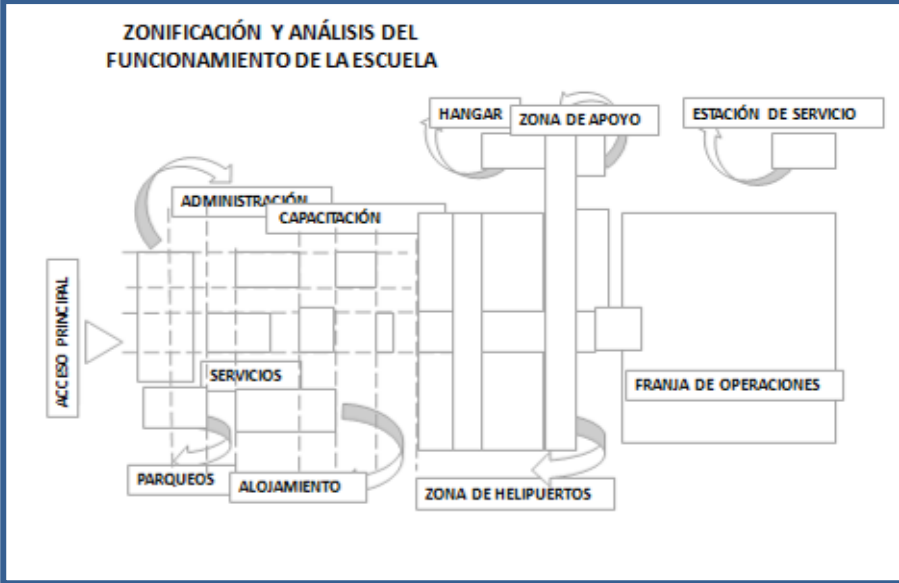 ZONIFICACIÓN Y ANÁLISIS DEL
FUNCIONAMIENTO DE LA ESCUELA
HANGAR
ZONA DE APOYO
ESTACIÓN DE SERVICIO
ADMINISTRACIÓN
CAPACITACIÓN
ACCESO PRINCIPAL
SERVICIOS
FRANJA DE OPERACIONES
PARQUEOS
ALOJAMIENTO
ZONA DE HELIPUERTOS